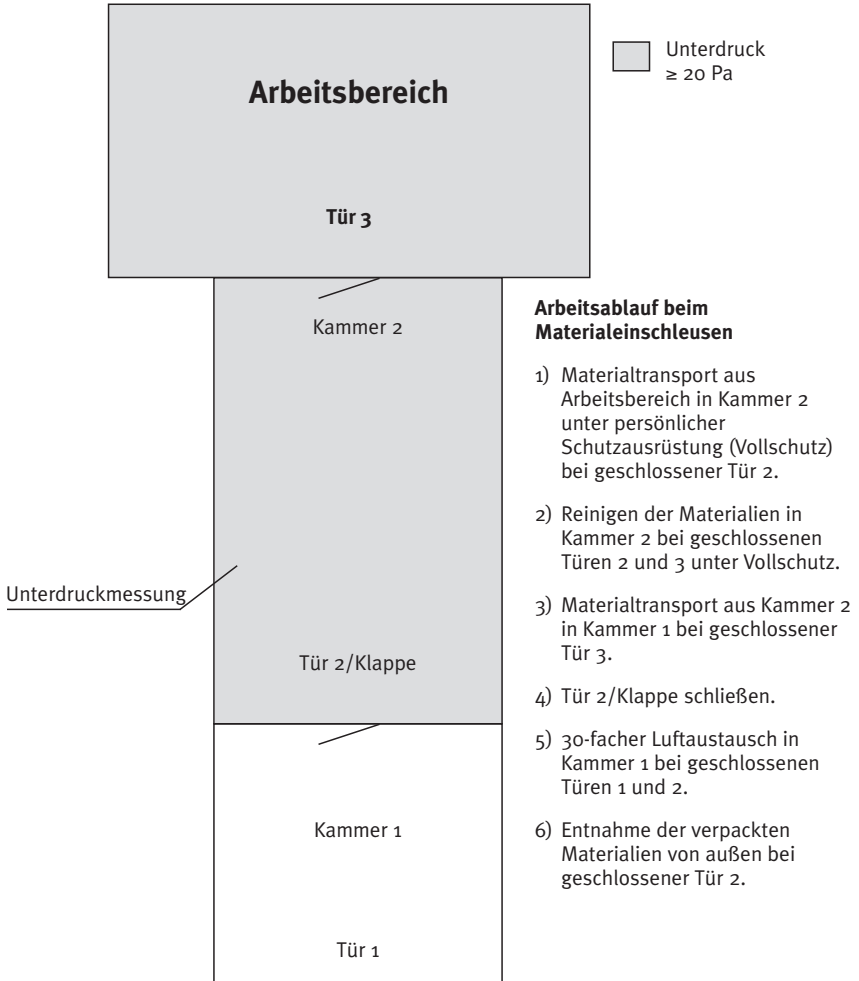 Arbeitsbereich
Unterdruck
≥ 20 Pa
Tür 3
Kammer 2
Unterdruckmessung
Tür 2/Klappe
Kammer 1
Tür 1
Arbeitsablauf beim
Materialeinschleusen
1) Materialtransport aus
Arbeitsbereich in Kammer 2
unter persönlicher
Schutzausrüstung (Vollschutz)
bei geschlossener Tür 2.
2) Reinigen der Materialien in
Kammer 2 bei geschlossenen
Türen 2 und 3 unter Vollschutz.
3) Materialtransport aus Kammer 2
in Kammer 1 bei geschlossener
Tür 3.
4) Tür 2/Klappe schließen.
5) 30-facher Luftaustausch in
Kammer 1 bei geschlossenen
Türen 1 und 2.
6) Entnahme der verpackten
Materialien von außen bei
geschlossener Tür 2.